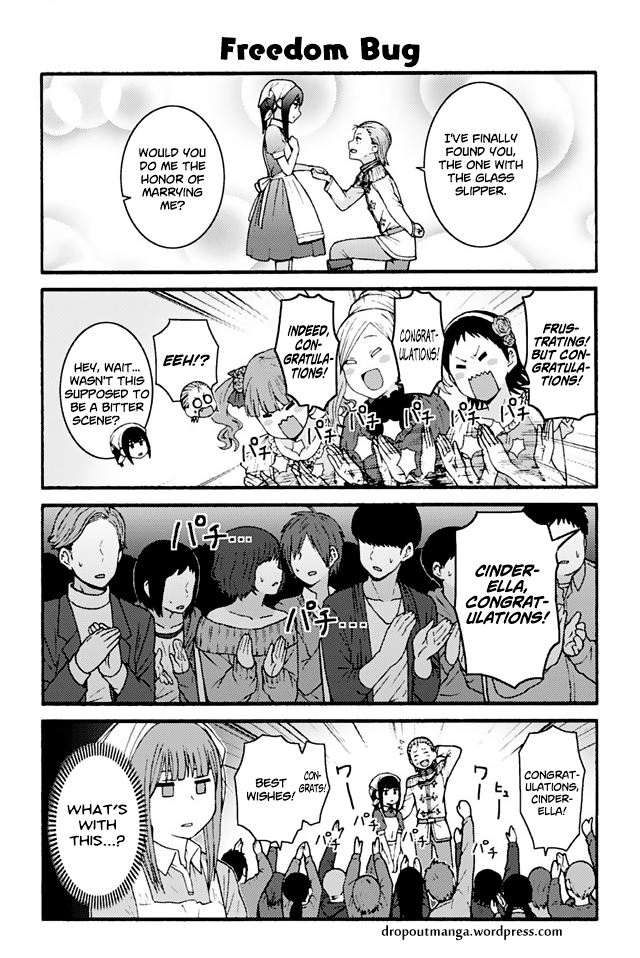 Freedom Bug
I'VE FINALLY
FOUND YOU,
THE ONE WITH
THE GLASS
SLIPPER.
WOULD YOU
DO ME THE
HONOR OF
MARRYING
ME?
FRUS-
TRATING!
BUT CON-
GRATULA-
TIONS!
CONGRAT-
ULATIONS!
INDEED,
CON-
GRATULA-
TIONS!
EEH!?
HEY, WAIT...
WASN'T THIS
SUPPOSED TO
BE A BITTER
SCENE?
パチ
パチ
パチ
パチ
CINDER-
ELLA,
CONGRAT-
ULATIONS!
パチ…
パチ…
CONGRAT-
ULATIONS,
CINDER-
ELLA!
ヒュー
ワー
パチ
ワー
パチ
CON-
GRATS!
BEST
WISHES!
WHAT'S
WITH
THIS...?
dropoutmanga.wordpress.com